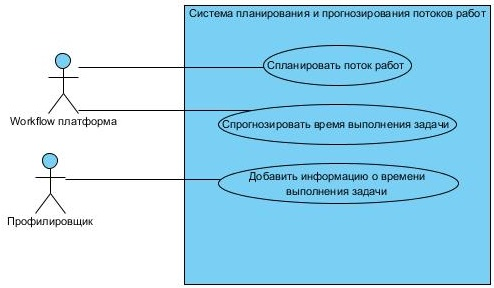 Система планирования и прогнозирования потоков работ
Спланировать поток работ
Workflow платформа
Спрогнозировать время выполнения задачи
Добавить информацию о времени
выполнения задачи
Профилировщик